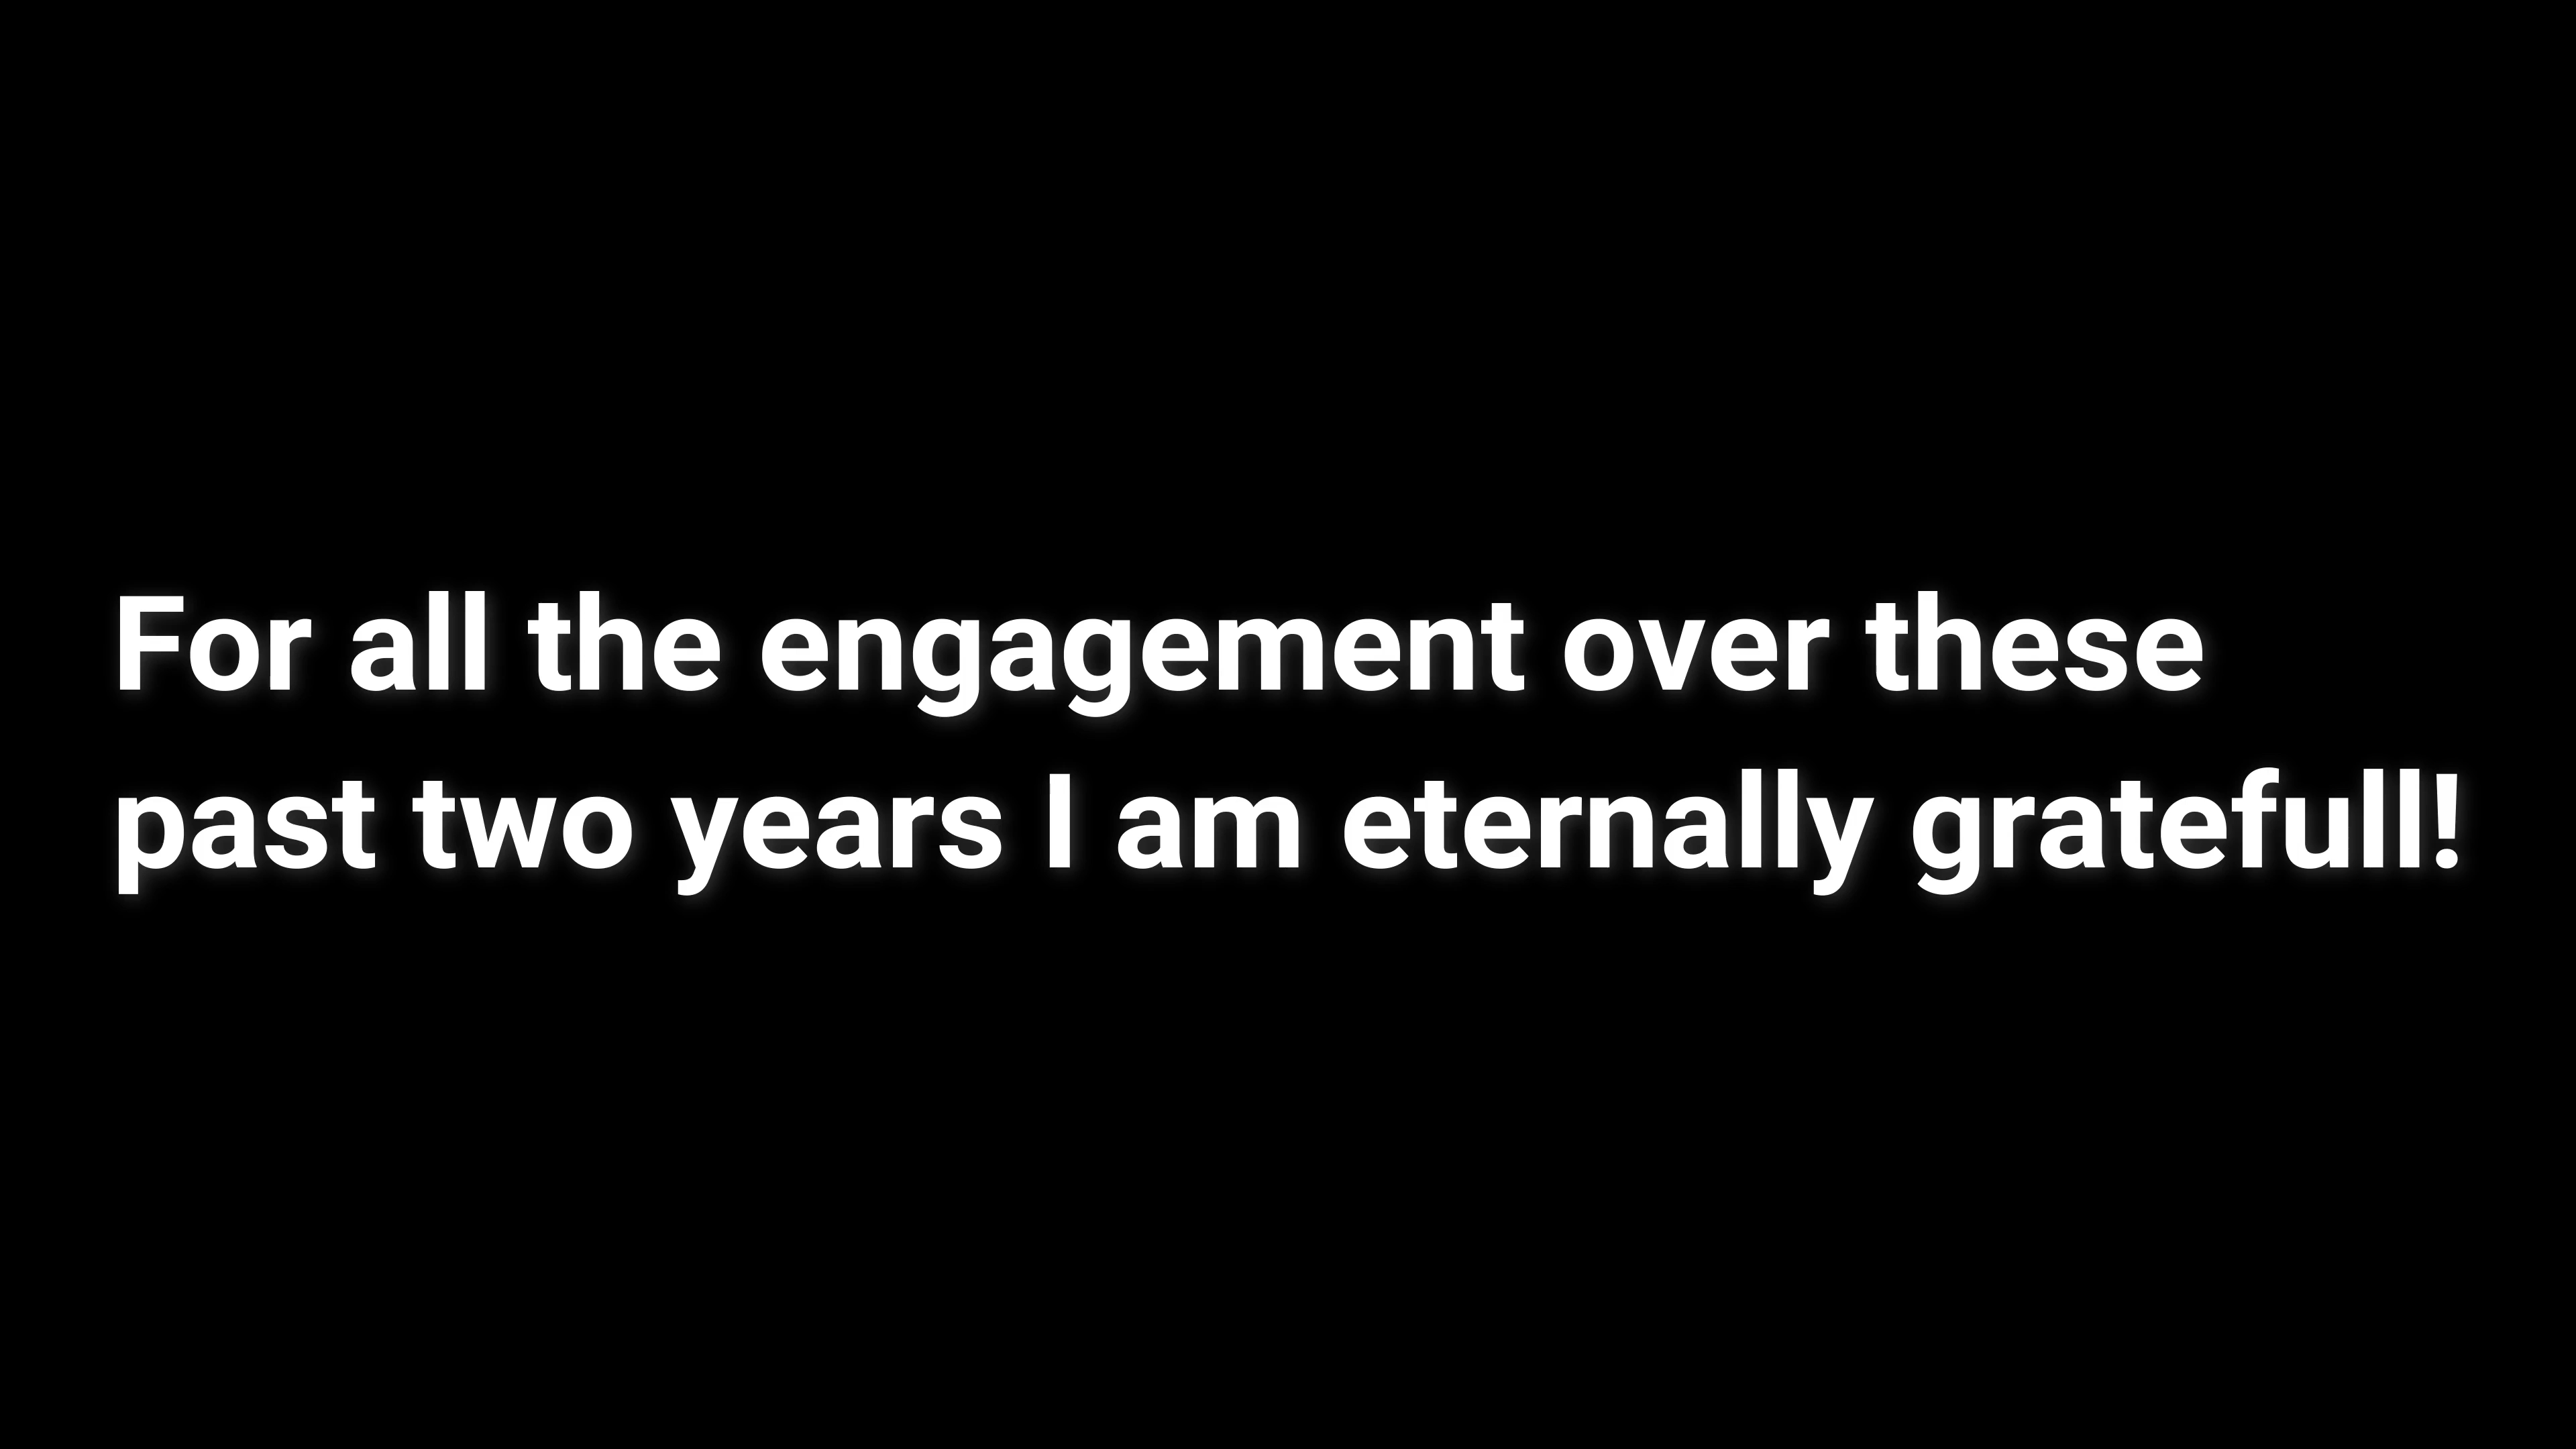 For all the engagement over these
past two years I am eternally gratefull!